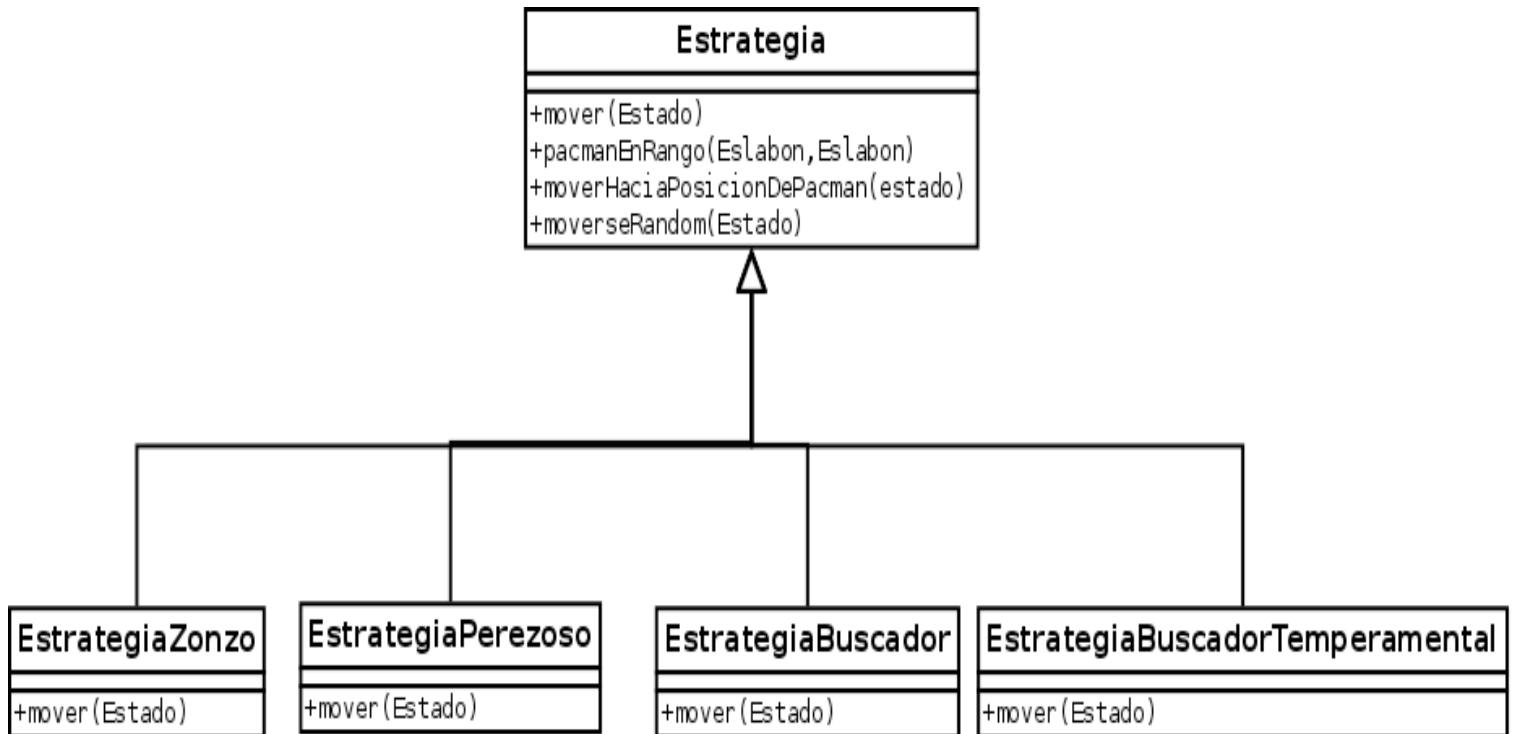 Estrategia
+mover(Estado)
+pacmanEnRango(Eslabon,Eslabon)
+moverHaciaPosicionDePacman(estado)
+moverseRandom(Estado)
EstrategiaZonzo
+mover(Estado)
EstrategiaPerezoso
+mover(Estado)
EstrategiaBuscador
+mover(Estado)
EstrategiaBuscadorTemperamental
+mover(Estado)